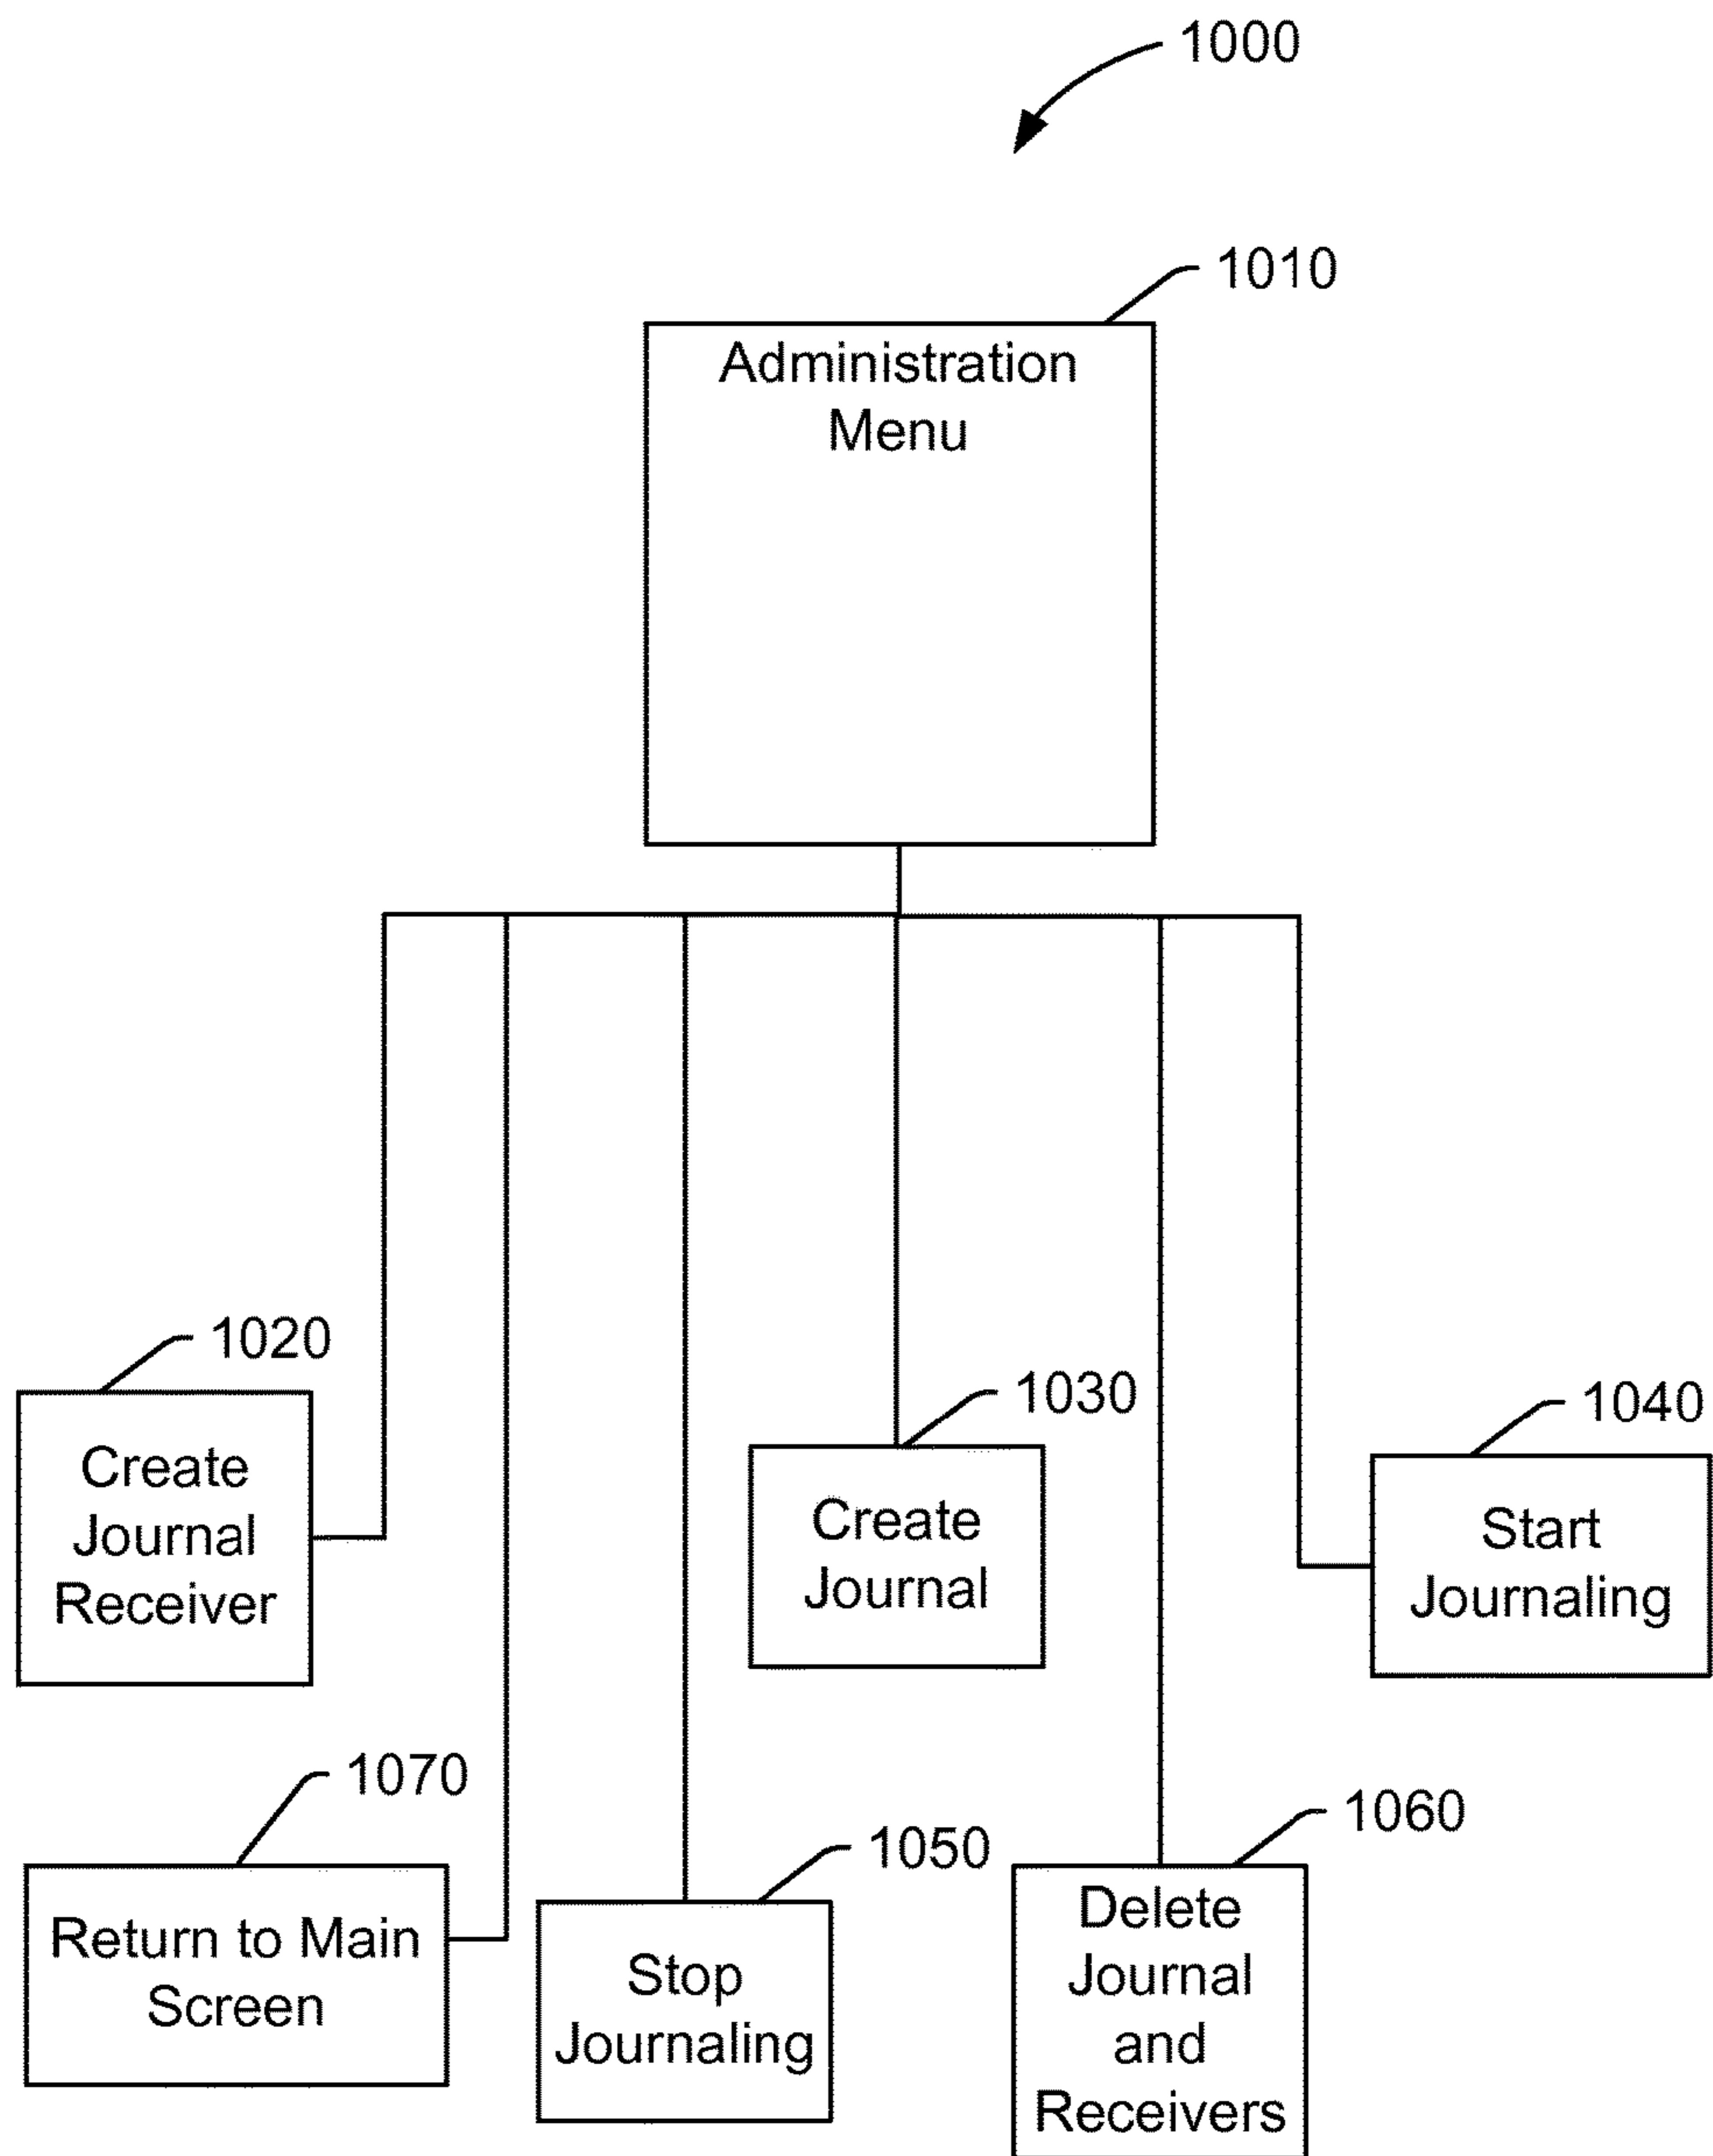 1000
1010
Administration
Menu
1020
Create
Journal
Receiver
1030
Create
Journal
1040
Start
Journaling
1070
Return to Main
Screen
1050
Stop
Journaling
1060
Delete
Journal
and
Receivers